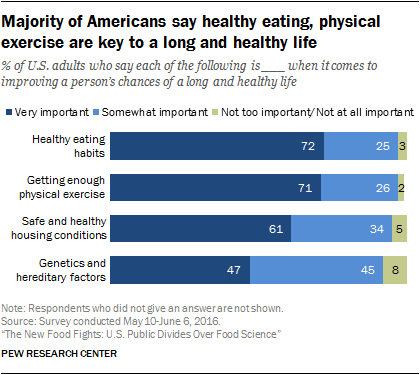 Majority of Americans say healthy eating, physical
exercise are key to a long and healthy life
% of U.S. adults who say each of the following is ____ when it comes to
improving a person's chances of a long and healthy life
Very important Somewhat important Not too important/Not at all important
Healthy eating
habits
72 25 3
Getting enough
physical exercise
71 26 2
Safe and healthy
housing conditions
61 34 5
Genetics and
hereditary factors
47 45 8
Note: Respondents who did not give an answer are not shown.
Source: Survey conducted May 10-June 6, 2016.
"The New Food Fights: U.S. Public Divides Over Food Science"
PEW RESEARCH CENTER